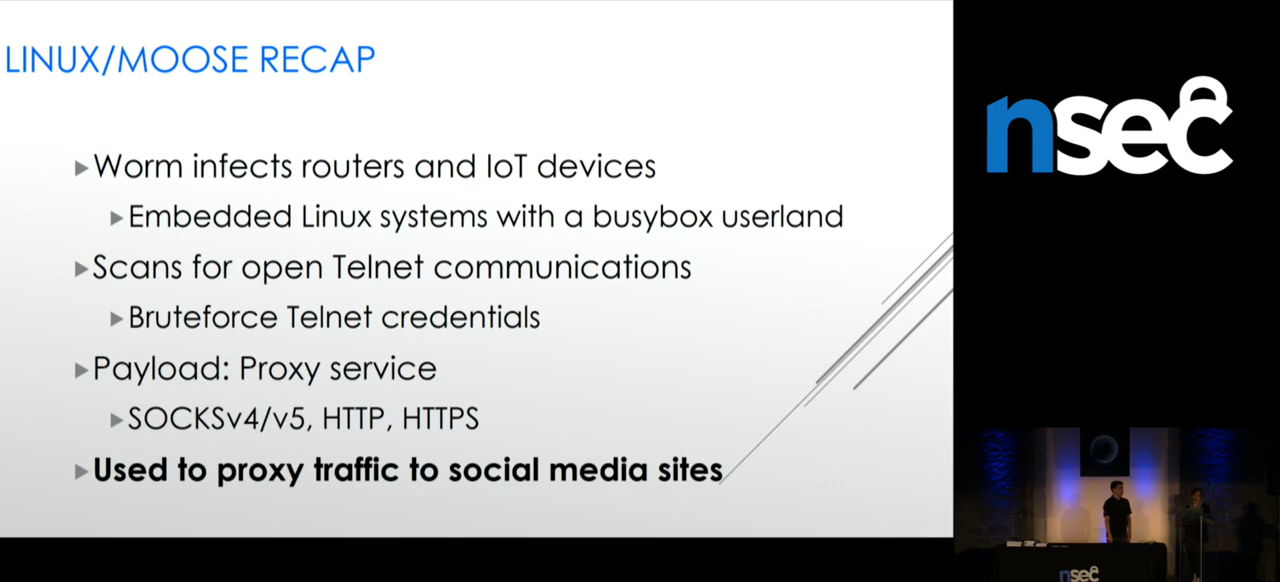 LINUX/MOOSE RECAP
Worm infects routers and IoT devices
Embedded Linux systems with a busybox userland
Scans for open Telnet communications
Bruteforce Telnet credentials
Payload: Proxy service
SOCKSv4/v5, HTTP, HTTPS
Used to proxy traffic to social media sites
nsec
nsec